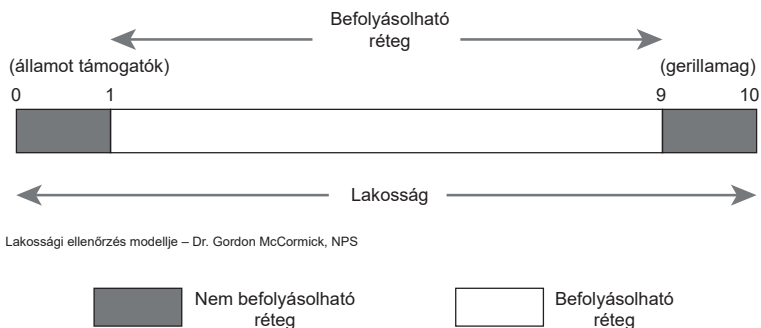 Befolyásolható
réteg
(államot támogatók)
(gerillamag)
0 1 9 10
Lakosság
Lakossági ellenőrzés modellje – Dr. Gordon McCormick, NPS
Nem befolyásolható
réteg
Befolyásolható
réteg